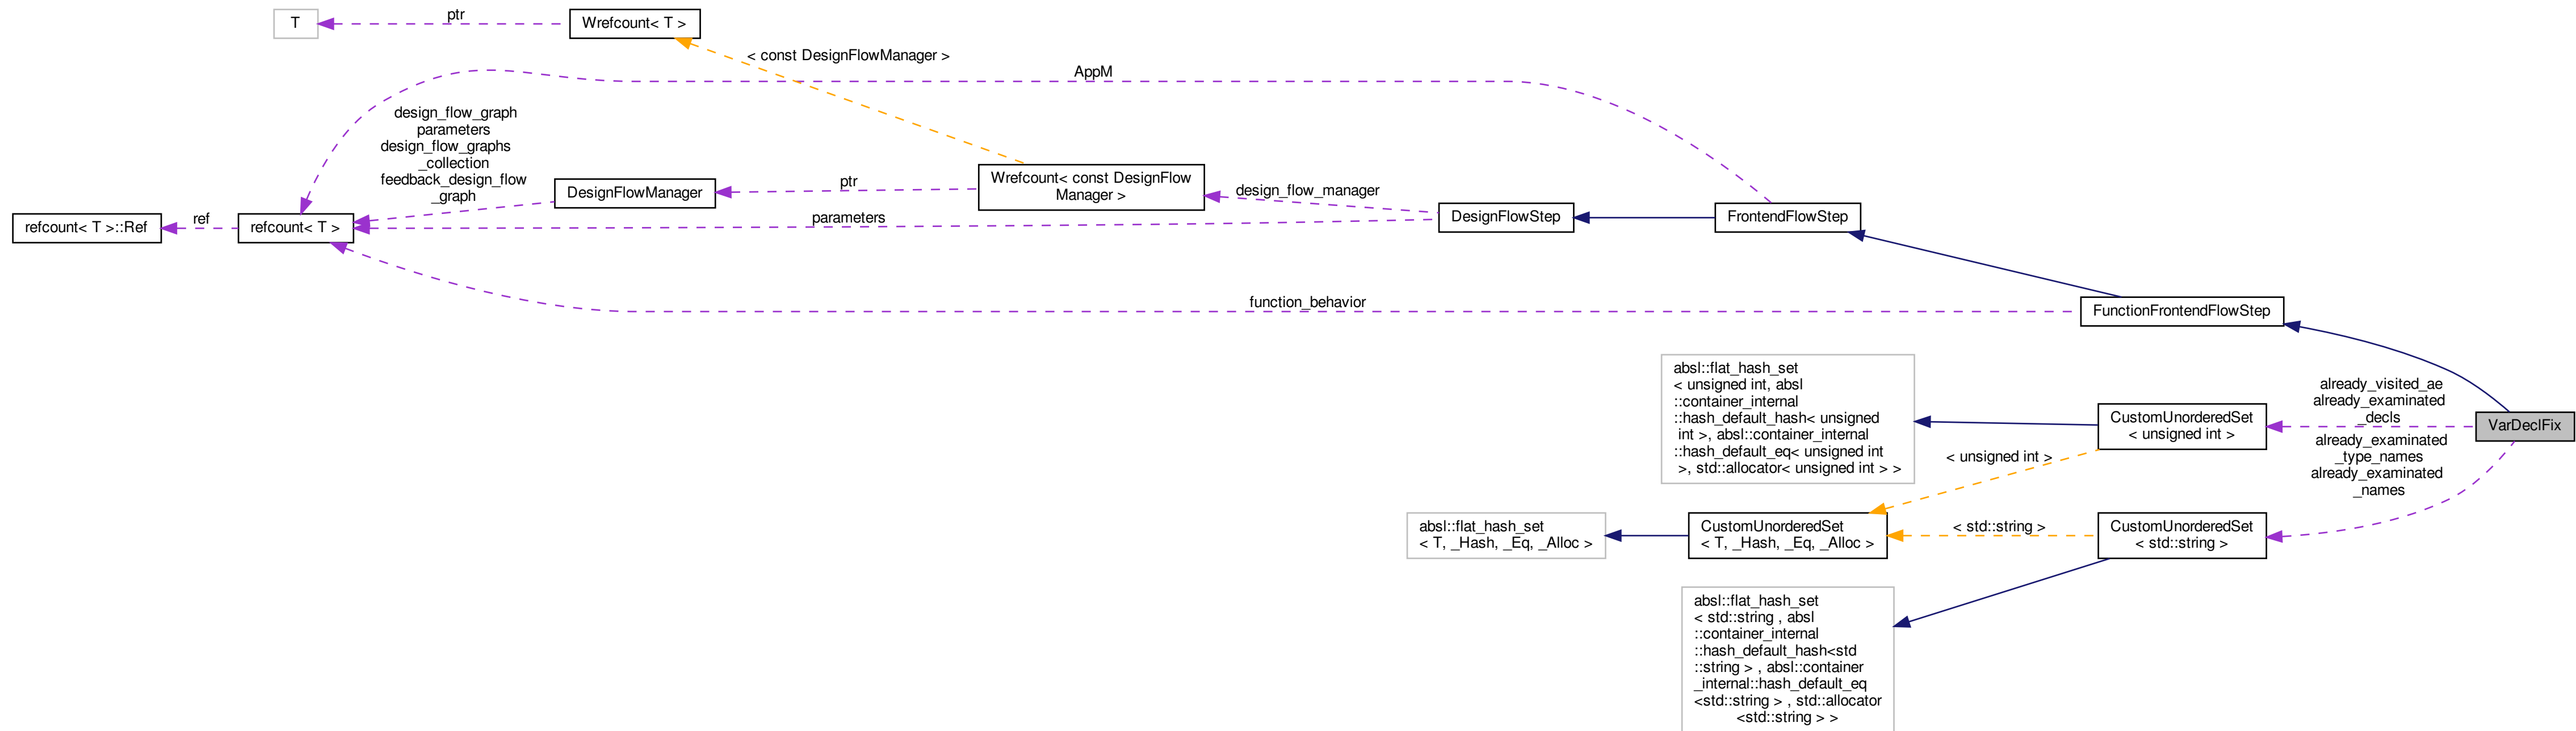 T
ptr
Wrefcount< T >
< const DesignFlowManager >
AppM
design_flow_graph
parameters
design_flow_graphs
_collection
feedback_design_flow
_graph
DesignFlowManager
ptr
Wrefcount< const DesignFlow
Manager >
design_flow_manager
refcount< T >::Ref
ref
refcount< T >
parameters
DesignFlowStep
FrontendFlowStep
function_behavior
FunctionFrontendFlowStep
absl::flat_hash_set
< unsigned int, absl
::container_internal
::hash_default_hash< unsigned
int >, absl::container_internal
::hash_default_eq< unsigned int
>, std::allocator< unsigned int > >
CustomUnorderedSet
< unsigned int >
already_visited_ae
already_examinated
_decls
VarDeclFix
already_examinated
_type_names
already_examinated
_names
< unsigned int >
absl::flat_hash_set
< T, _Hash, _Eq, _Alloc >
CustomUnorderedSet
< T, _Hash, _Eq, _Alloc >
< std::string >
CustomUnorderedSet
< std::string >
absl::flat_hash_set
< std::string , absl
::container_internal
::hash_default_hash<std
::string > , absl::container
_internal::hash_default_eq
<std::string > , std::allocator
<std::string > >